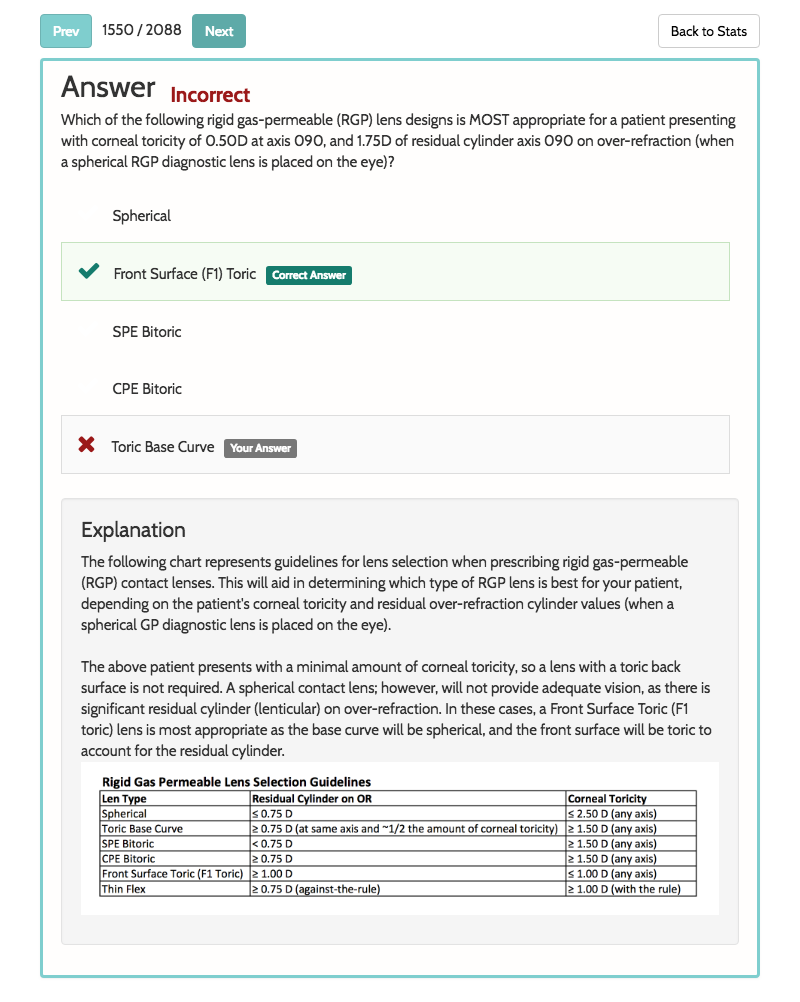 Prev 1550 / 2088 Next Back to Stats
Answer Incorrect
Which of the following rigid gas-permeable (RGP) lens designs is MOST appropriate for a patient presenting
with corneal toricity of 0.50D at axis 090, and 1.75D of residual cylinder axis 090 on over-refraction (when
a spherical RGP diagnostic lens is placed on the eye)?
Spherical
Front Surface (F1) Toric Correct Answer
SPE Bitoric
CPE Bitoric
Toric Base Curve Your Answer
Explanation
The following chart represents guidelines for lens selection when prescribing rigid gas-permeable
(RGP) contact lenses. This will aid in determining which type of RGP lens is best for your patient,
depending on the patient's corneal toricity and residual over-refraction cylinder values (when a
spherical GP diagnostic lens is placed on the eye).
The above patient presents with a minimal amount of corneal toricity, so a lens with a toric back
surface is not required. A spherical contact lens; however, will not provide adequate vision, as there is
significant residual cylinder (lenticular) on over-refraction. In these cases, a Front Surface Toric (F1
toric) lens is most appropriate as the base curve will be spherical, and the front surface will be toric to
account for the residual cylinder.
Rigid Gas Permeable Lens Selection Guidelines
Len Type Residual Cylinder on OR Corneal Toricity
Spherical ≤ 0.75 D ≤ 2.50 D (any axis)
Toric Base Curve ≥ 0.75 D (at same axis and ~1/2 the amount of corneal toricity) ≥ 1.50 D (any axis)
SPE Bitoric < 0.75 D ≥ 1.50 D (any axis)
CPE Bitoric ≥ 0.75 D ≥ 1.50 D (any axis)
Front Surface Toric (F1 Toric) ≥ 1.00 D ≤ 1.00 D (any axis)
Thin Flex ≥ 0.75 D (against-the-rule) ≥ 1.00 D (with the rule)